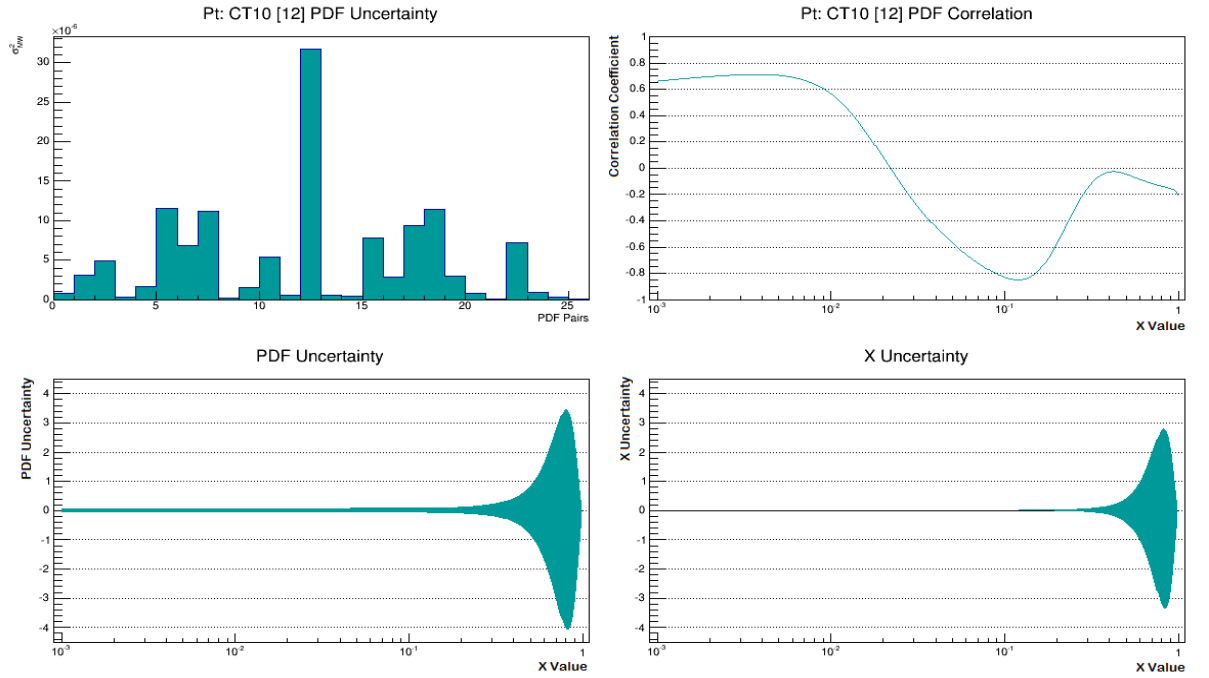 Pt: CT10 [12] PDF Uncertainty
×10⁻⁶
σ²MW
30
25
20
15
10
5
0
0 5 10 15 20 25
PDF Pairs
Pt: CT10 [12] PDF Correlation
Correlation Coefficient
1
0.8
0.6
0.4
0.2
0
-0.2
-0.4
-0.6
-0.8
-1
10⁻³ 10⁻² 10⁻¹ 1
X Value
PDF Uncertainty
PDF Uncertainty
4
3
2
1
0
-1
-2
-3
-4
10⁻³ 10⁻² 10⁻¹ 1
X Value
X Uncertainty
X Uncertainty
4
3
2
1
0
-1
-2
-3
-4
10⁻³ 10⁻² 10⁻¹ 1
X Value